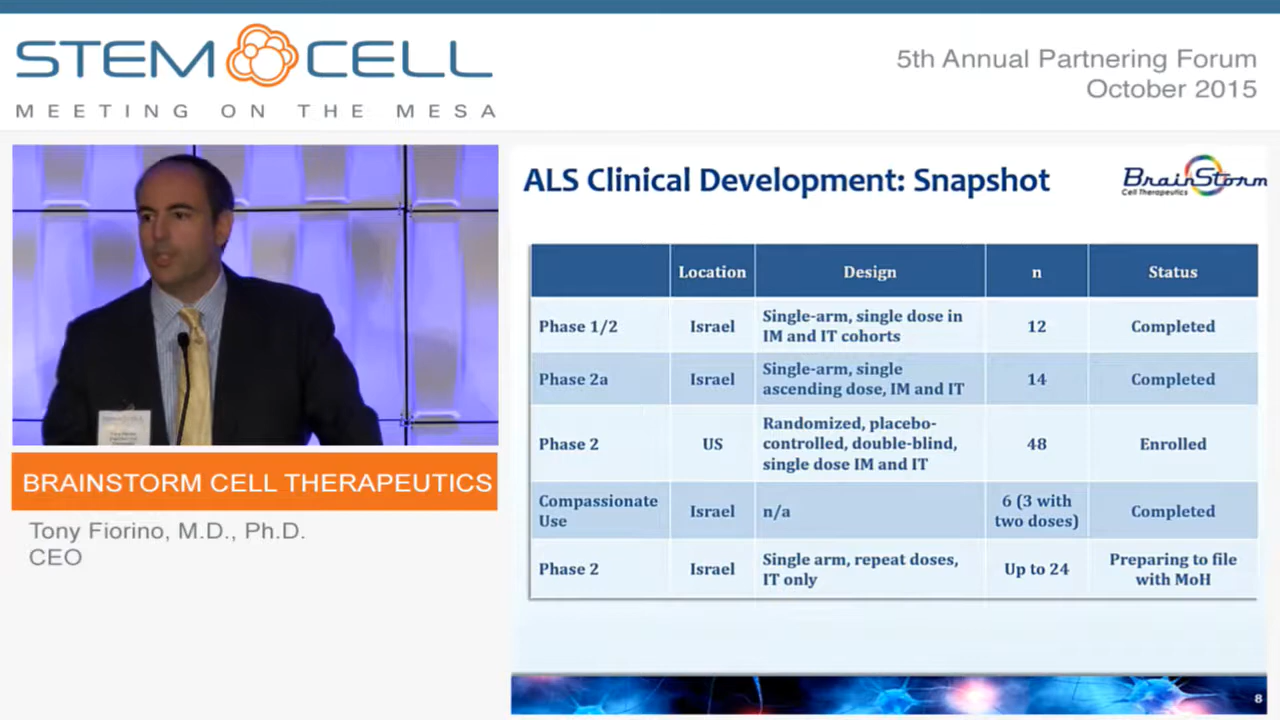 STEM CELL
MEETING ON THE MESA
5th Annual Partnering Forum
October 2015
BRAINSTORM CELL THERAPEUTICS
Tony Fiorino, M.D., Ph.D.
CEO
ALS Clinical Development: Snapshot
BrainStorm
Cell Therapeutics
Location Design n Status
Phase 1/2 Israel Single-arm, single dose in
IM and IT cohorts 12 Completed
Phase 2a Israel Single-arm, single
ascending dose, IM and IT 14 Completed
Phase 2 US Randomized, placebo-
controlled, double-blind,
single dose IM and IT 48 Enrolled
Compassionate
Use Israel n/a 6 (3 with
two doses) Completed
Phase 2 Israel Single arm, repeat doses,
IT only Up to 24 Preparing to file
with MoH
8